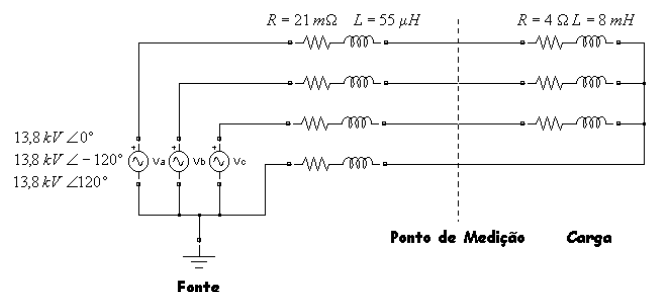 R = 21 mΩ L = 55 μH
R = 4 Ω L = 8 mH
13,8 kV ∠0°
13,8 kV ∠−120°
13,8 kV ∠120°
Va
Vb
Vc
Ponto de Medição
Carga
Fonte